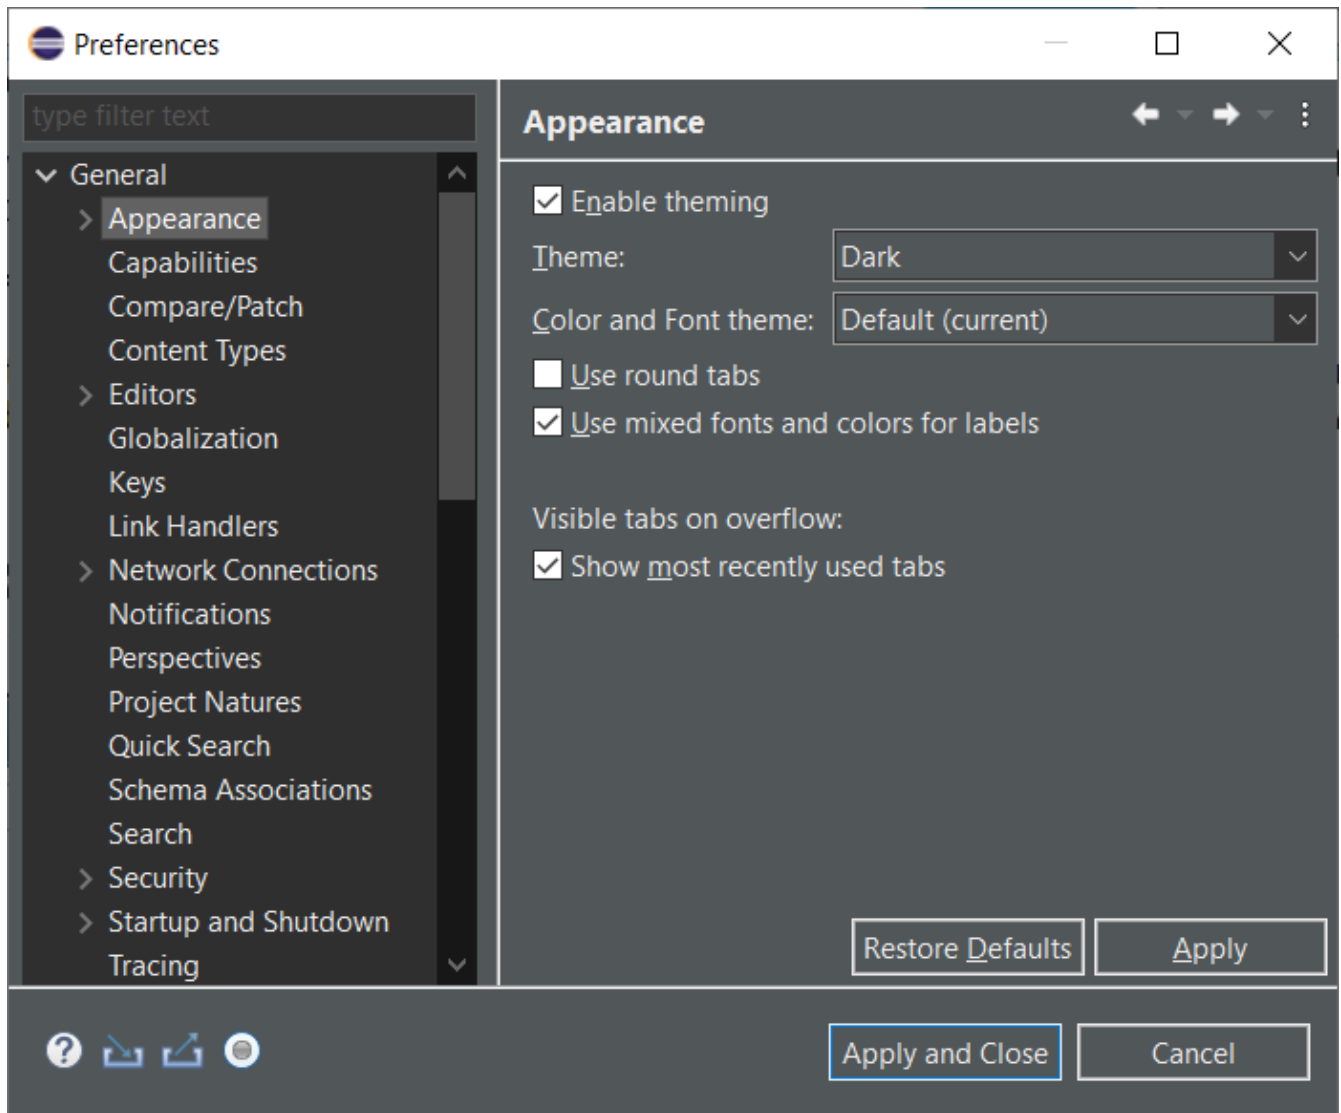 Preferences
type filter text
General
Appearance
Capabilities
Compare/Patch
Content Types
Editors
Globalization
Keys
Link Handlers
Network Connections
Notifications
Perspectives
Project Natures
Quick Search
Schema Associations
Search
Security
Startup and Shutdown
Tracing
Appearance
Enable theming
Theme: Dark
Color and Font theme: Default (current)
Use round tabs
Use mixed fonts and colors for labels
Visible tabs on overflow:
Show most recently used tabs
Restore Defaults Apply
Apply and Close Cancel